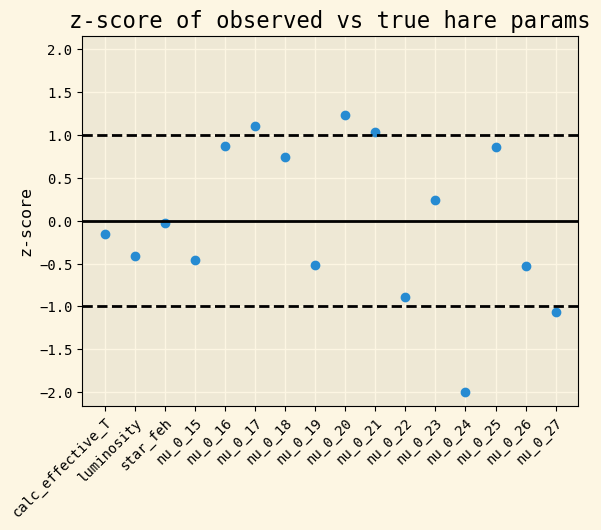 z-score of observed vs true hare params
z-score
2.0
1.5
1.0
0.5
0.0
−0.5
−1.0
−1.5
−2.0
calc_effective_T
luminosity
star_feh
nu_0_15
nu_0_16
nu_0_17
nu_0_18
nu_0_19
nu_0_20
nu_0_21
nu_0_22
nu_0_23
nu_0_24
nu_0_25
nu_0_26
nu_0_27